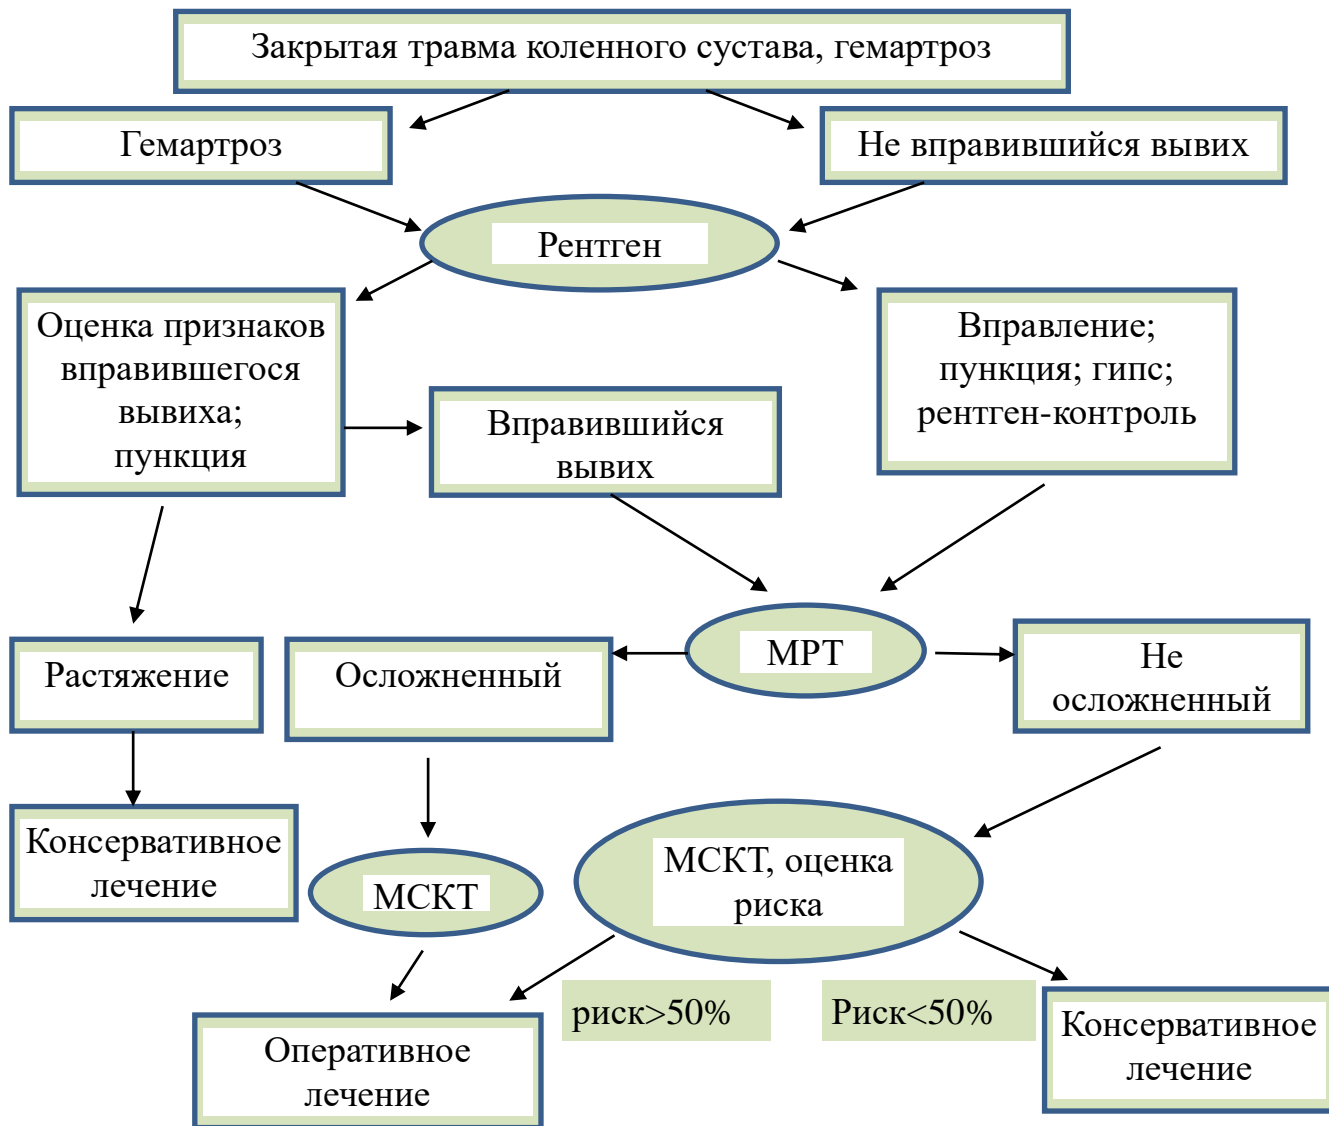 Закрытая травма коленного сустава, гемартроз
Гемартроз
Не вправившийся вывих
Рентген
Оценка признаков
вправившегося
вывиха;
пункция
Вправившийся
вывих
Вправление;
пункция; гипс;
рентген-контроль
МРТ
Растяжение
Осложненный
Не
осложненный
Консервативное
лечение
МСКТ
МСКТ, оценка
риска
риск>50%
Риск<50%
Оперативное
лечение
Консервативное
лечение